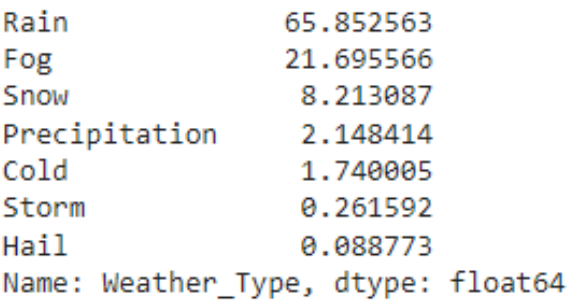 Rain 65.852563
Fog 21.695566
Snow 8.213087
Precipitation 2.148414
Cold 1.740005
Storm 0.261592
Hail 0.088773
Name: Weather_Type, dtype: float64